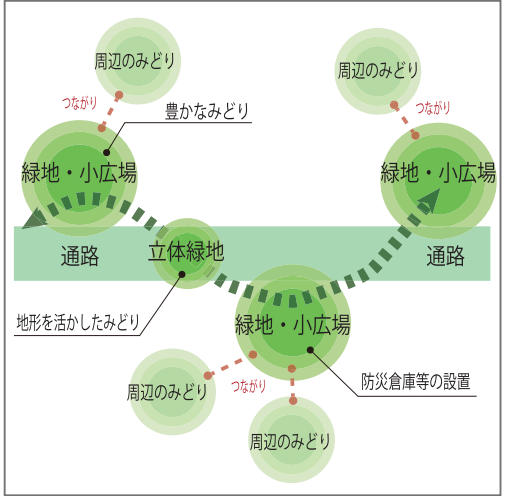 周辺のみどり
周辺のみどり
つながり
つながり
豊かなみどり
緑地・小広場
緑地・小広場
通路
立体緑地
通路
地形を活かしたみどり
緑地・小広場
防災倉庫等の設置
つながり
周辺のみどり
周辺のみどり